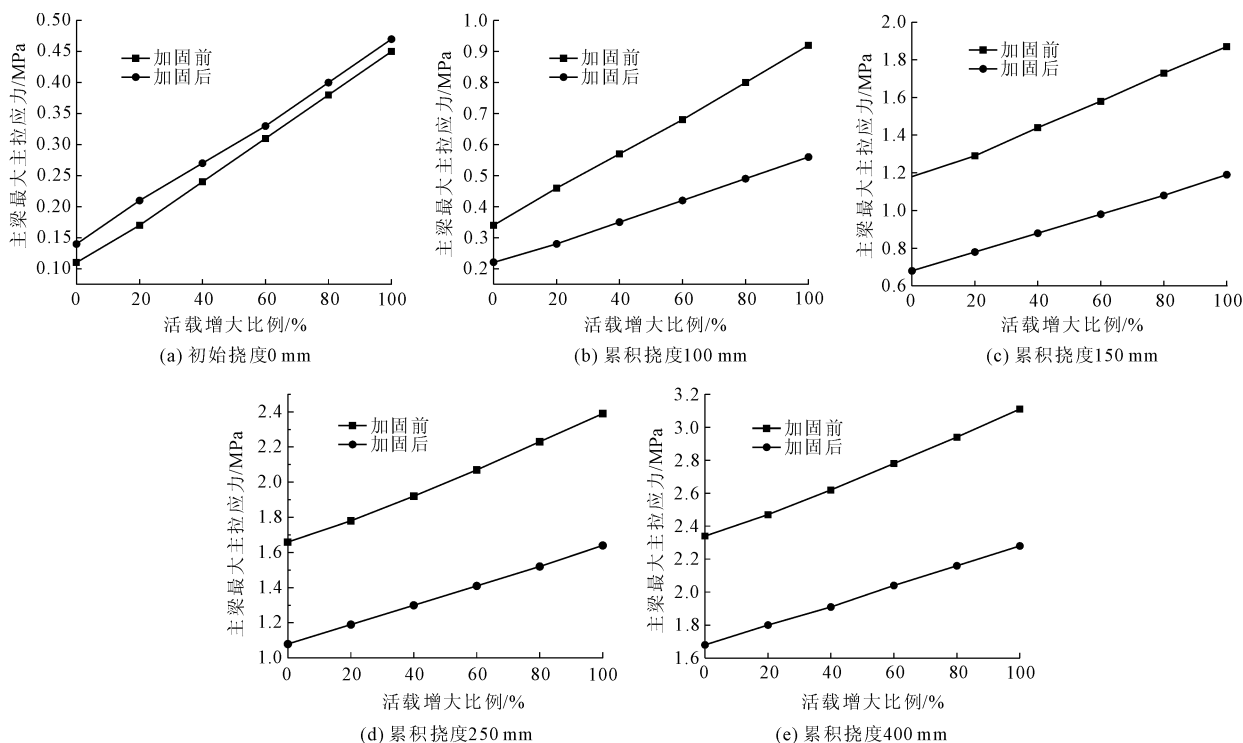 主梁最大主拉应力/MPa
0.50
0.45
0.40
0.35
0.30
0.25
0.20
0.15
0.10
加固前
加固后
0 20 40 60 80 100
活载增大比例/%
(a) 初始挠度0 mm
主梁最大主拉应力/MPa
1.0
0.9
0.8
0.7
0.6
0.5
0.4
0.3
0.2
加固前
加固后
0 20 40 60 80 100
活载增大比例/%
(b) 累积挠度100 mm
主梁最大主拉应力/MPa
2.0
1.8
1.6
1.4
1.2
1.0
0.8
0.6
加固前
加固后
0 20 40 60 80 100
活载增大比例/%
(c) 累积挠度150 mm
主梁最大主拉应力/MPa
2.4
2.2
2.0
1.8
1.6
1.4
1.2
1.0
加固前
加固后
0 20 40 60 80 100
活载增大比例/%
(d) 累积挠度250 mm
主梁最大主拉应力/MPa
3.2
3.0
2.8
2.6
2.4
2.2
2.0
1.8
1.6
加固前
加固后
0 20 40 60 80 100
活载增大比例/%
(e) 累积挠度400 mm